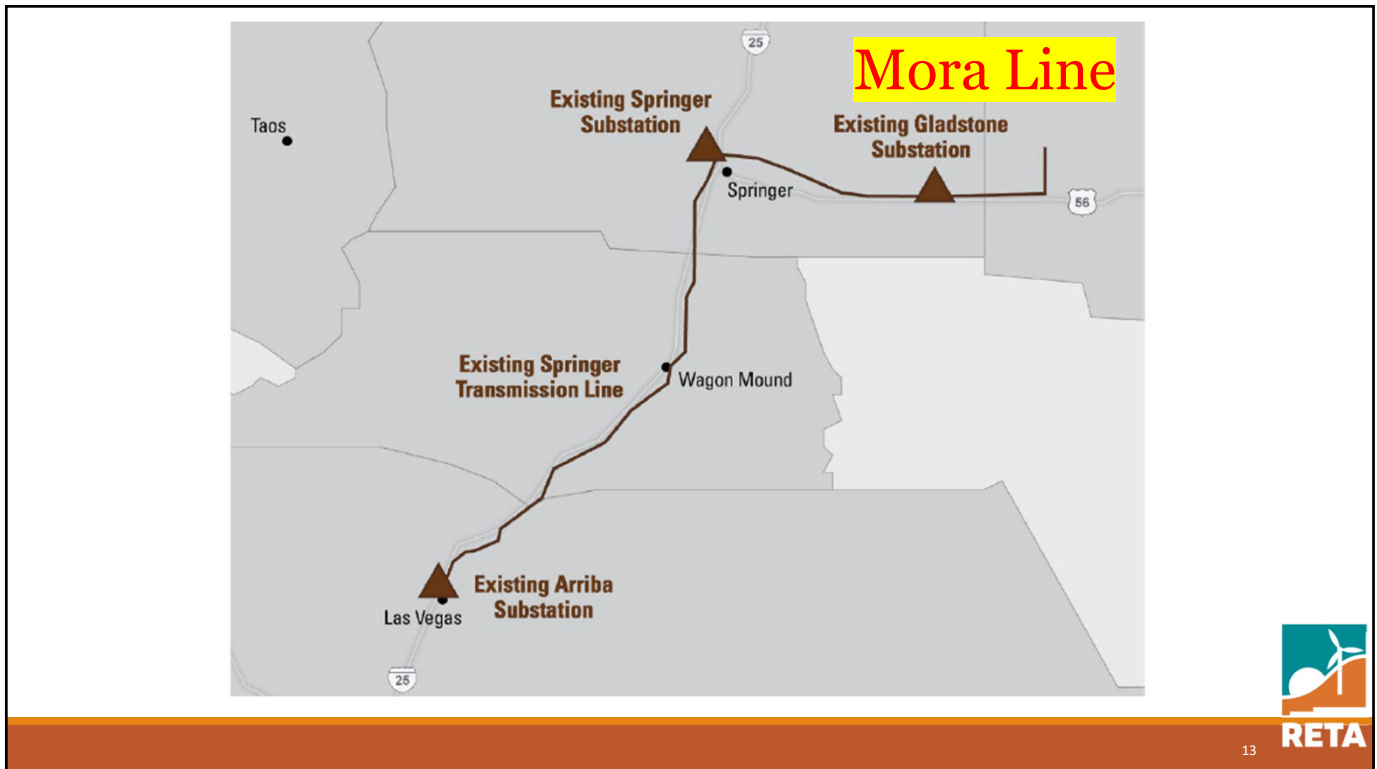 25
Mora Line
Existing Springer
Substation
Taos
Existing Gladstone
Substation
Springer
56
Existing Springer
Transmission Line
Wagon Mound
Existing Arriba
Substation
Las Vegas
25
13
RETA